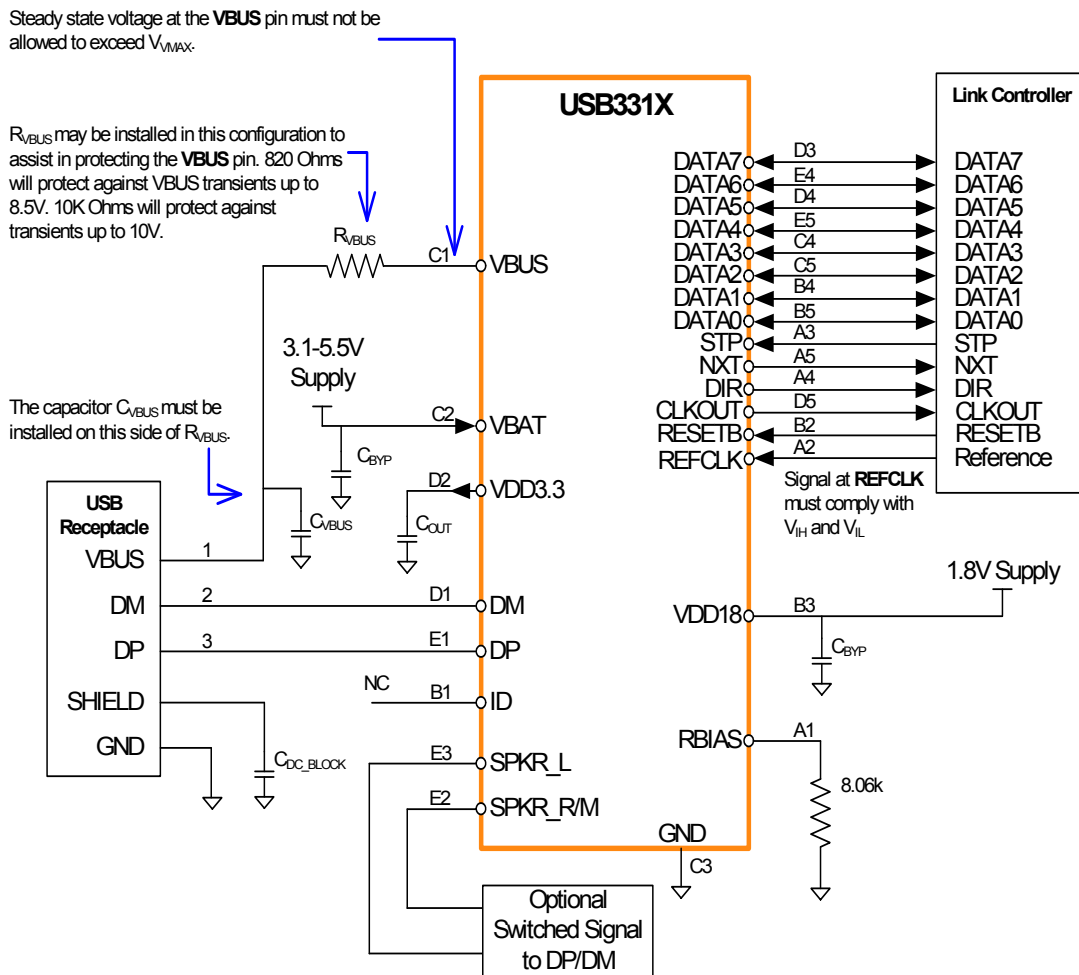 Steady state voltage at the VBUS pin must not be
allowed to exceed VVMAX.
RVBUS may be installed in this configuration to
assist in protecting the VBUS pin. 820 Ohms
will protect against VBUS transients up to
8.5V. 10K Ohms will protect against
transients up to 10V.
RVBUS
C1
VBUS
3.1-5.5V
Supply
The capacitor CVBUS must be
installed on this side of RVBUS.
C2
VBAT
CBYP
D2
VDD3.3
COUT
CVBUS
USB
Receptacle
VBUS
1
DM
2
D1
DM
DP
3
E1
DP
SHIELD
NC
B1
ID
GND
CDC_BLOCK
E3
SPKR_L
E2
SPKR_R/M
GND
C3
Optional
Switched Signal
to DP/DM
USB331X
Link Controller
DATA7
D3
DATA7
DATA6
E4
DATA6
DATA5
D4
DATA5
DATA4
E5
DATA4
DATA3
C4
DATA3
DATA2
C5
DATA2
DATA1
B4
DATA1
DATA0
B5
DATA0
STP
A3
STP
NXT
A5
NXT
DIR
A4
DIR
CLKOUT
D5
CLKOUT
RESETB
B2
RESETB
REFCLK
A2
Reference
Signal at REFCLK
must comply with
VIH and VIL
1.8V Supply
VDD18
B3
CBYP
RBIAS
A1
8.06k